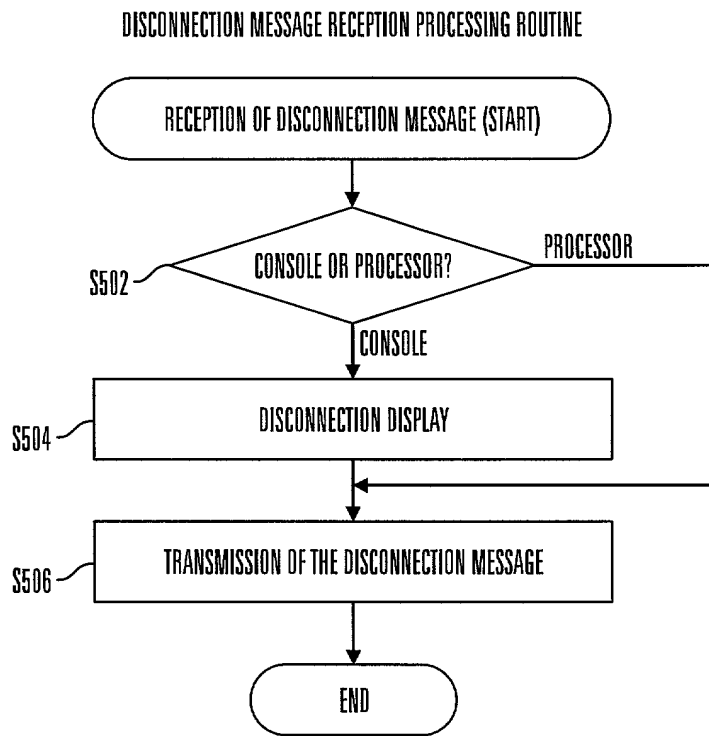 DISCONNECTION MESSAGE RECEPTION PROCESSING ROUTINE
RECEPTION OF DISCONNECTION MESSAGE (START)
PROCESSOR
CONSOLE OR PROCESSOR?
S502
CONSOLE
DISCONNECTION DISPLAY
S504
TRANSMISSION OF THE DISCONNECTION MESSAGE
S506
END